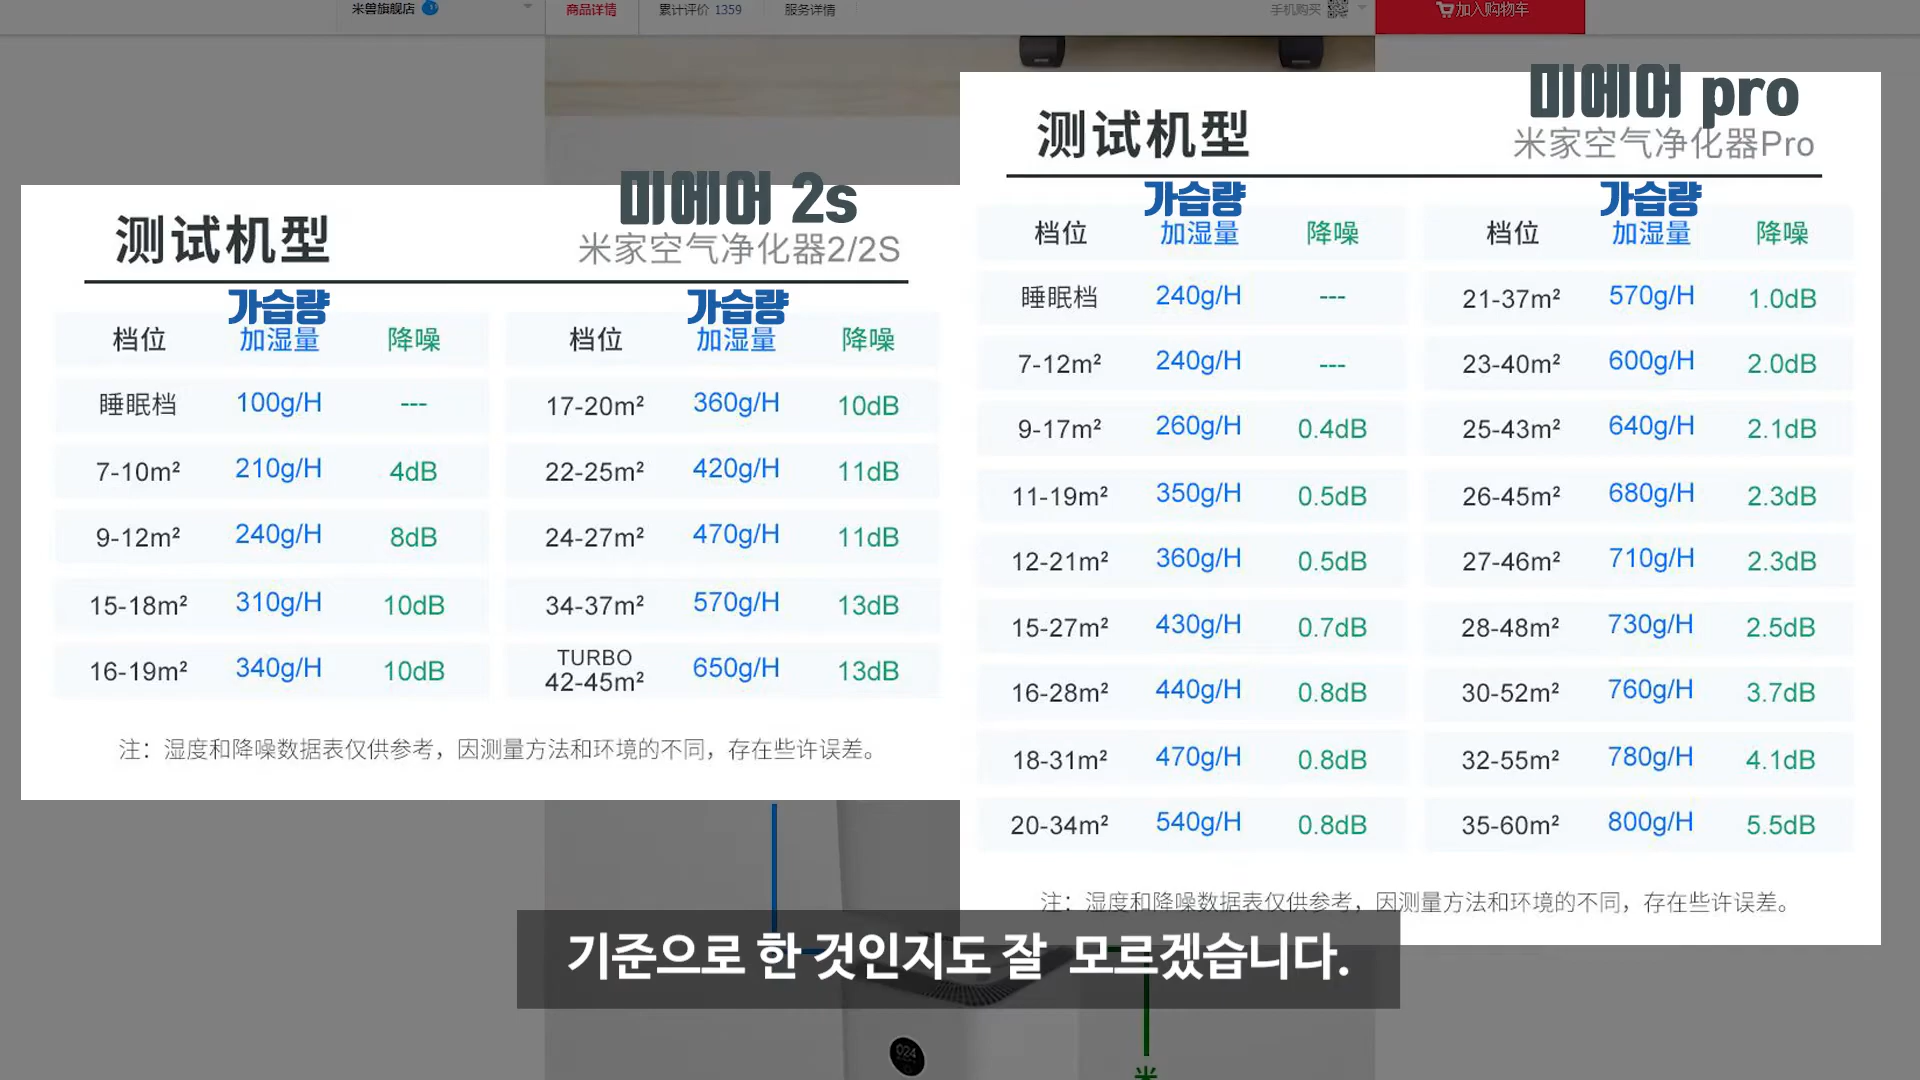 米兽旗舰店
商品详情
累计评价 1359
服务详情
手机购买
加入购物车
미에어 2s
测试机型
米家空气净化器2/2S
가습량 가습량
档位 加湿量 降噪 档位 加湿量 降噪
睡眠档 100g/H --- 17-20m² 360g/H 10dB
7-10m² 210g/H 4dB 22-25m² 420g/H 11dB
9-12m² 240g/H 8dB 24-27m² 470g/H 11dB
15-18m² 310g/H 10dB 34-37m² 570g/H 13dB
16-19m² 340g/H 10dB TURBO 42-45m² 650g/H 13dB
注：湿度和降噪数据表仅供参考，因测量方法和环境的不同，存在些许误差。
미에어 pro
测试机型
米家空气净化器Pro
가습량 가습량
档位 加湿量 降噪 档位 加湿量 降噪
睡眠档 240g/H --- 21-37m² 570g/H 1.0dB
7-12m² 240g/H --- 23-40m² 600g/H 2.0dB
9-17m² 260g/H 0.4dB 25-43m² 640g/H 2.1dB
11-19m² 350g/H 0.5dB 26-45m² 680g/H 2.3dB
12-21m² 360g/H 0.5dB 27-46m² 710g/H 2.3dB
15-27m² 430g/H 0.7dB 28-48m² 730g/H 2.5dB
16-28m² 440g/H 0.8dB 30-52m² 760g/H 3.7dB
18-31m² 470g/H 0.8dB 32-55m² 780g/H 4.1dB
20-34m² 540g/H 0.8dB 35-60m² 800g/H 5.5dB
注：湿度和降噪数据表仅供参考，因测量方法和环境的不同，存在些许误差。
기준으로 한 것인지도 잘 모르겠습니다.
024